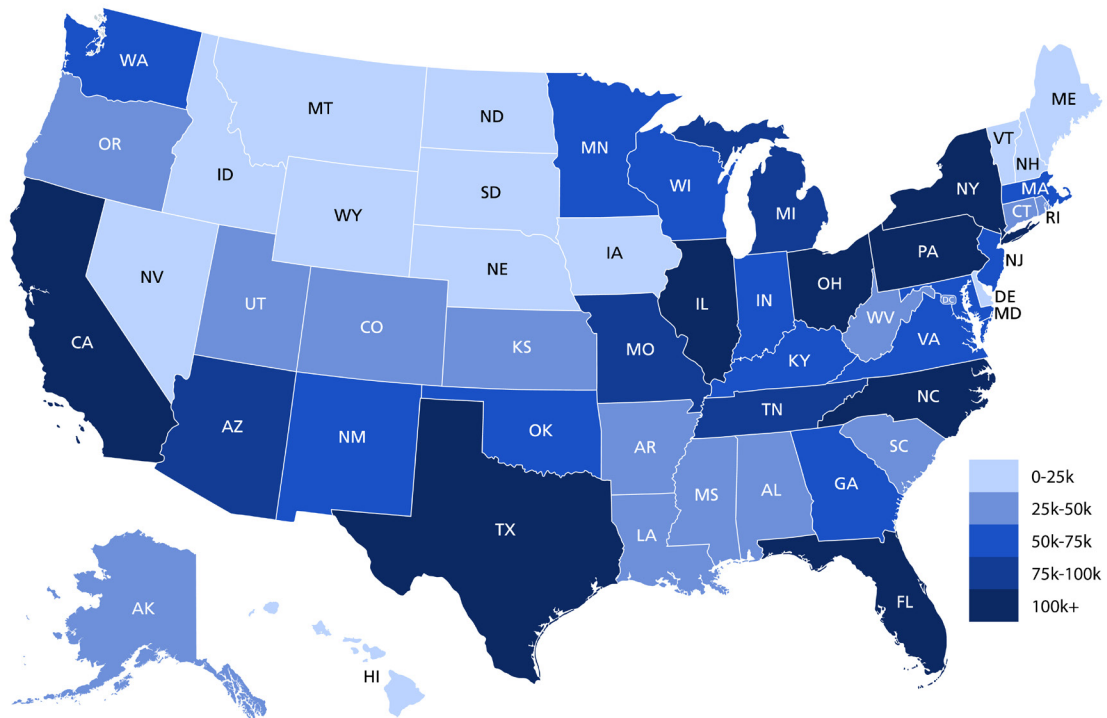 WA
MT
ND
ME
OR
ID
MN
VT
NH
SD
WI
NY
MA
WY
MI
CT
RI
NV
NE
IA
PA
NJ
UT
CO
IL
IN
OH
DE
MD
DC
WV
CA
KS
MO
KY
VA
AZ
NM
OK
TN
NC
AR
SC
MS
AL
GA
TX
LA
FL
AK
HI
0-25k
25k-50k
50k-75k
75k-100k
100k+